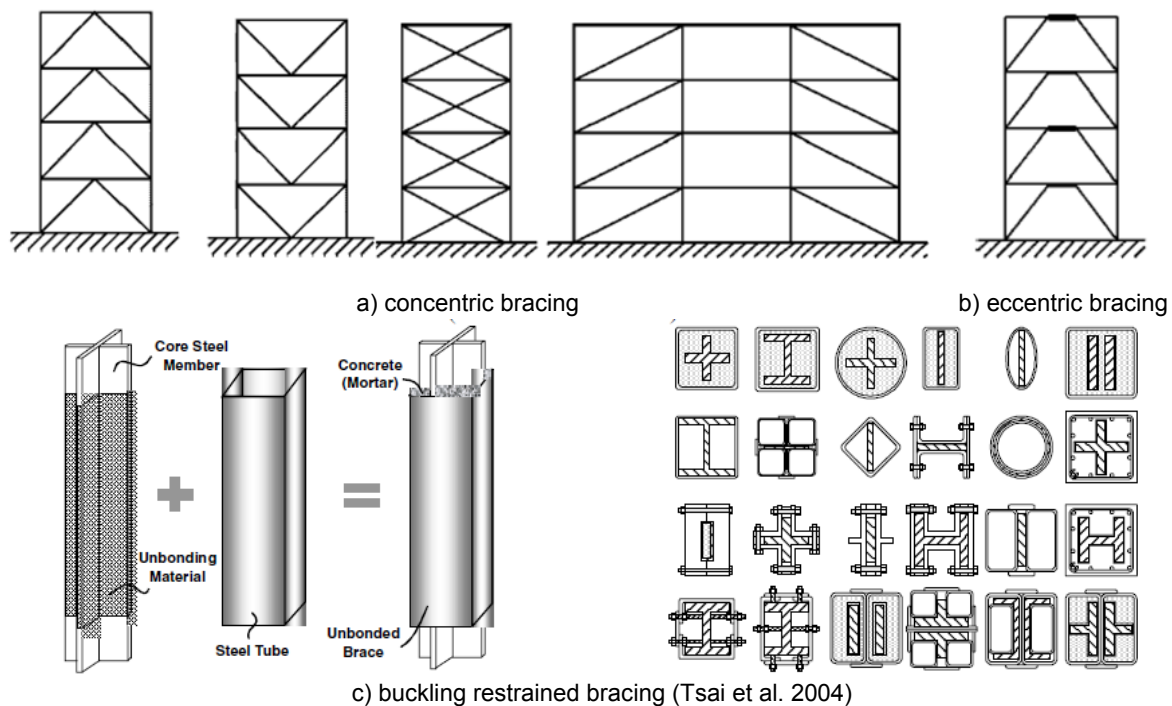 a) concentric bracing
b) eccentric bracing
Core Steel
Member
Unbonding
Material
Steel Tube
Concrete
(Mortar)
Unbonded
Brace
c) buckling restrained bracing (Tsai et al. 2004)